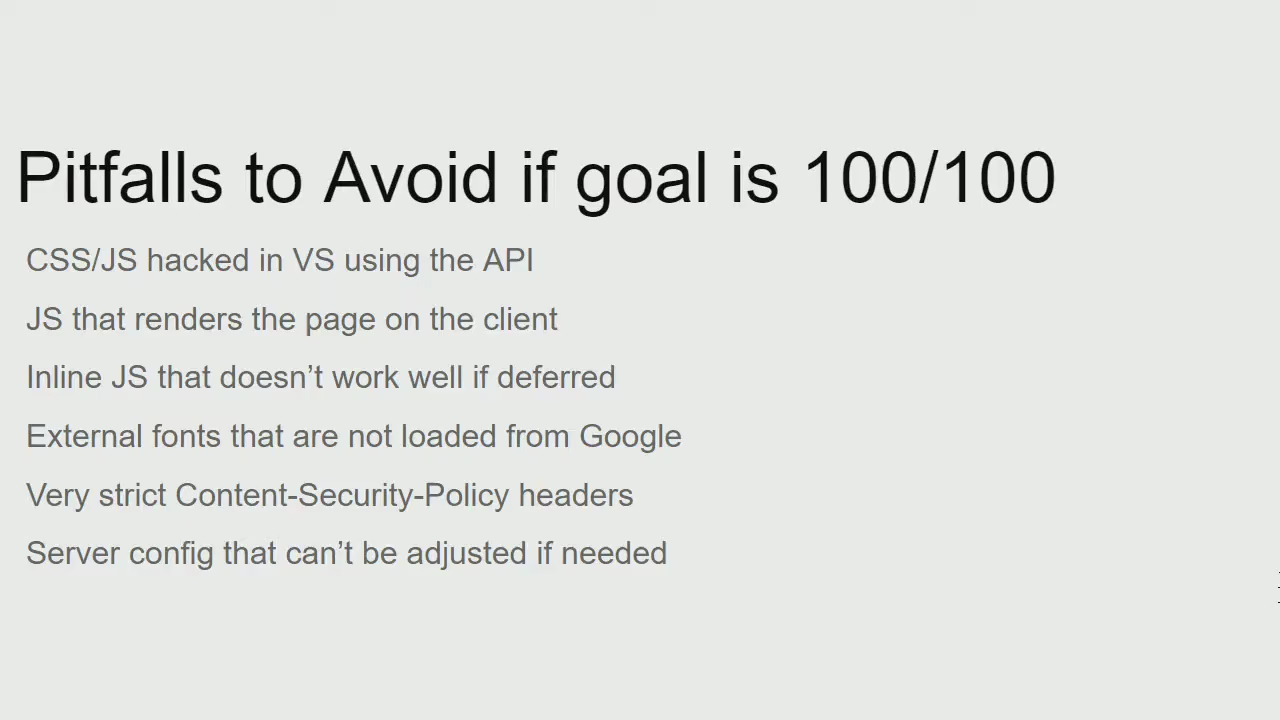 Pitfalls to Avoid if goal is 100/100
CSS/JS hacked in VS using the API
JS that renders the page on the client
Inline JS that doesn’t work well if deferred
External fonts that are not loaded from Google
Very strict Content-Security-Policy headers
Server config that can’t be adjusted if needed